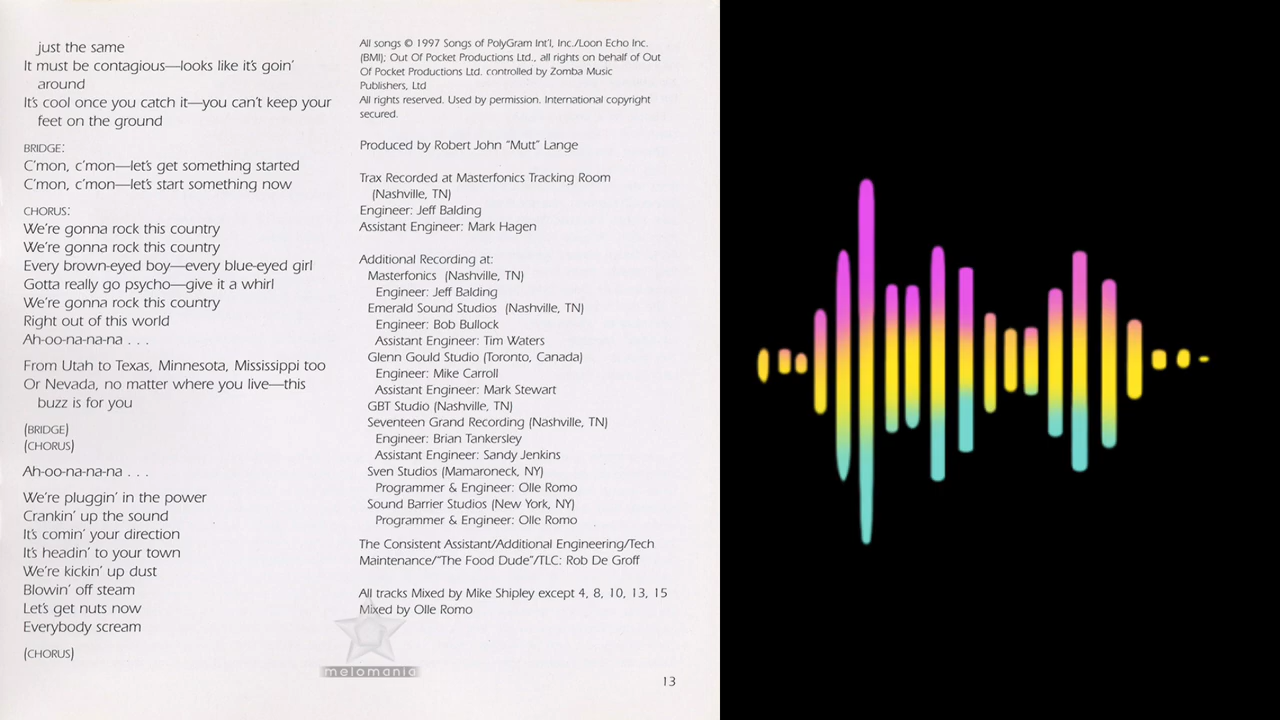 just the same
It must be contagious—looks like it's goin'
around
It's cool once you catch it—you can't keep your
feet on the ground
BRIDGE:
C'mon, c'mon—let's get something started
C'mon, c'mon—let's start something now
CHORUS:
We're gonna rock this country
We're gonna rock this country
Every brown-eyed boy—every blue-eyed girl
Gotta really go psycho—give it a whirl
We're gonna rock this country
Right out of this world
Ah-oo-na-na-na . . .
From Utah to Texas, Minnesota, Mississippi too
Or Nevada, no matter where you live—this
buzz is for you
(BRIDGE)
(CHORUS)
Ah-oo-na-na-na . . .
We're pluggin' in the power
Crankin' up the sound
It's comin' your direction
It's headin' to your town
We're kickin' up dust
Blowin' off steam
Let's get nuts now
Everybody scream
(CHORUS)
All songs © 1997 Songs of PolyGram Int'l, Inc./Loon Echo Inc.
(BMI); Out Of Pocket Productions Ltd., all rights on behalf of Out
Of Pocket Productions Ltd. controlled by Zomba Music
Publishers, Ltd
All rights reserved. Used by permission. International copyright
secured.
Produced by Robert John "Mutt" Lange
Trax Recorded at Masterfonics Tracking Room
(Nashville, TN)
Engineer: Jeff Balding
Assistant Engineer: Mark Hagen
Additional Recording at:
Masterfonics (Nashville, TN)
Engineer: Jeff Balding
Emerald Sound Studios (Nashville, TN)
Engineer: Bob Bullock
Assistant Engineer: Tim Waters
Glenn Gould Studio (Toronto, Canada)
Engineer: Mike Carroll
Assistant Engineer: Mark Stewart
GBT Studio (Nashville, TN)
Seventeen Grand Recording (Nashville, TN)
Engineer: Brian Tankersley
Assistant Engineer: Sandy Jenkins
Sven Studios (Mamaroneck, NY)
Programmer & Engineer: Olle Romo
Sound Barrier Studios (New York, NY)
Programmer & Engineer: Olle Romo
The Consistent Assistant/Additional Engineering/Tech
Maintenance/"The Food Dude"/TLC: Rob De Groff
All tracks Mixed by Mike Shipley except 4, 8, 10, 13, 15
Mixed by Olle Romo
melomania
13